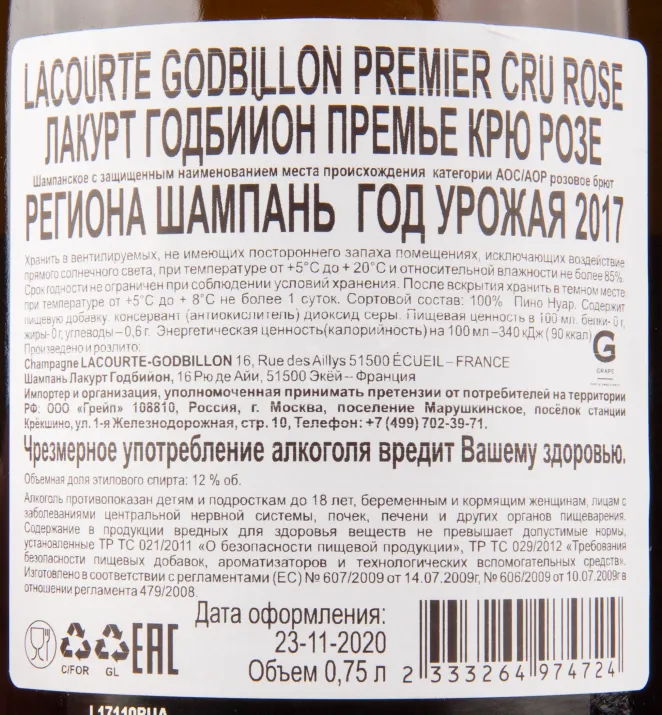 LACOURTE GODBILLON PREMIER CRU ROSE
ЛАКУРТ ГОДБИЙОН ПРЕМЬЕ КРЮ РОЗЕ
Шампанское с защищенным наименованием места происхождения категории AOC/AOP розовое брют
РЕГИОНА ШАМПАНЬ ГОД УРОЖАЯ 2017
Хранить в вентилируемых, не имеющих постороннего запаха помещениях, исключающих воздействие
прямого солнечного света, при температуре от +5°С до + 20°С и относительной влажности не более 85%.
Срок годности не ограничен при соблюдении условий хранения. После вскрытия хранить в темном месте
при температуре от +5°С до + 8°С не более 1 суток. Сортовой состав: 100% Пино Нуар. Содержит
пищевую добавку: консервант (антиокислитель) диоксид серы. Пищевая ценность в 100 мл. белки- 0 г,
жиры- 0 г, углеводы – 0,6 г. Энергетическая ценность(калорийность) на 100 мл –340 кДж (90 ккал)
Произведено и розлито:
G
GRAPE
Champagne LACOURTE-GODBILLON 16, Rue des Aillys 51500 ÉCUEIL – FRANCE
Шампань Лакурт Годбийон, 16 Рю де Айи, 51500 Экёй – Франция
Импортер и организация, уполномоченная принимать претензии от потребителей на территории
РФ: ООО «Грейп» 108810, Россия, г. Москва, поселение Марушкинское, посёлок станции
Крёкшино, ул. 1-я Железнодорожная, стр. 10, Телефон: +7 (499) 702-39-71.
Чрезмерное употребление алкоголя вредит Вашему здоровью.
Объемная доля этилового спирта: 12 % об.
Алкоголь противопоказан детям и подросткам до 18 лет, беременным и кормящим женщинам, лицам с
заболеваниями центральной нервной системы, почек, печени и других органов пищеварения.
Содержание в продукции вредных для здоровья веществ не превышает допустимые нормы,
установленные ТР ТС 021/2011 «О безопасности пищевой продукции», ТР ТС 029/2012 «Требования
безопасности пищевых добавок, ароматизаторов и технологических вспомогательных средств».
Изготовлено в соответствии с регламентами (ЕС) № 607/2009 от 14.07.2009г, № 606/2009 от 10.07.2009г в
отношении регламента 479/2008.
Дата оформления:
23-11-2020
Объем 0,75 л
C/FOR
GL
EAC
2 333264 974724
L17110RUA